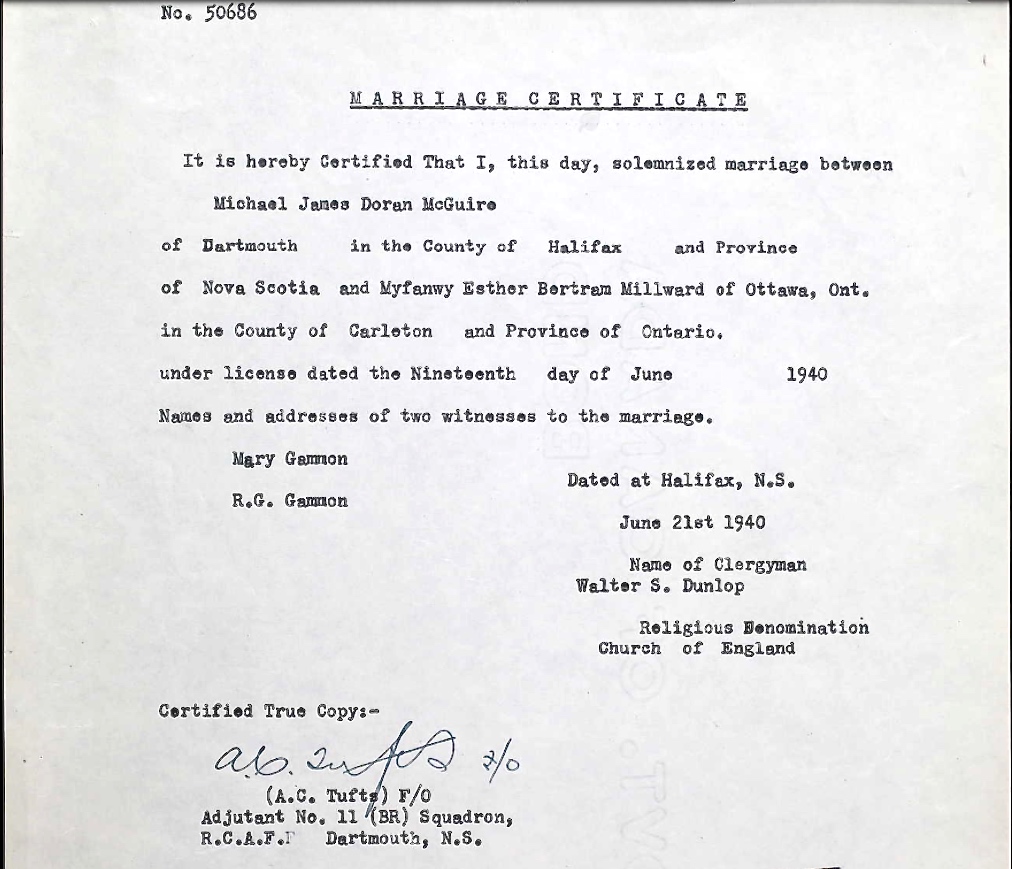 No. 50686
MARRIAGE CERTIFICATE
It is hereby Certified That I, this day, solemnized marriage between
Michael James Doran McGuire
of Dartmouth in the County of Halifax and Province
of Nova Scotia and Myfanwy Esther Bertram Millward of Ottawa, Ont.
in the County of Carleton and Province of Ontario.
under license dated the Nineteenth day of June 1940
Names and addresses of two witnesses to the marriage.
Mary Gammon
R.G. Gammon
Dated at Halifax, N.S.
June 21st 1940
Name of Clergyman
Walter S. Dunlop
Religious Denomination
Church of England
Certified True Copy:-
A.C. Tufts F/O
(A.C. Tufts) F/O
Adjutant No. 11 (BR) Squadron,
R.C.A.F. Dartmouth, N.S.